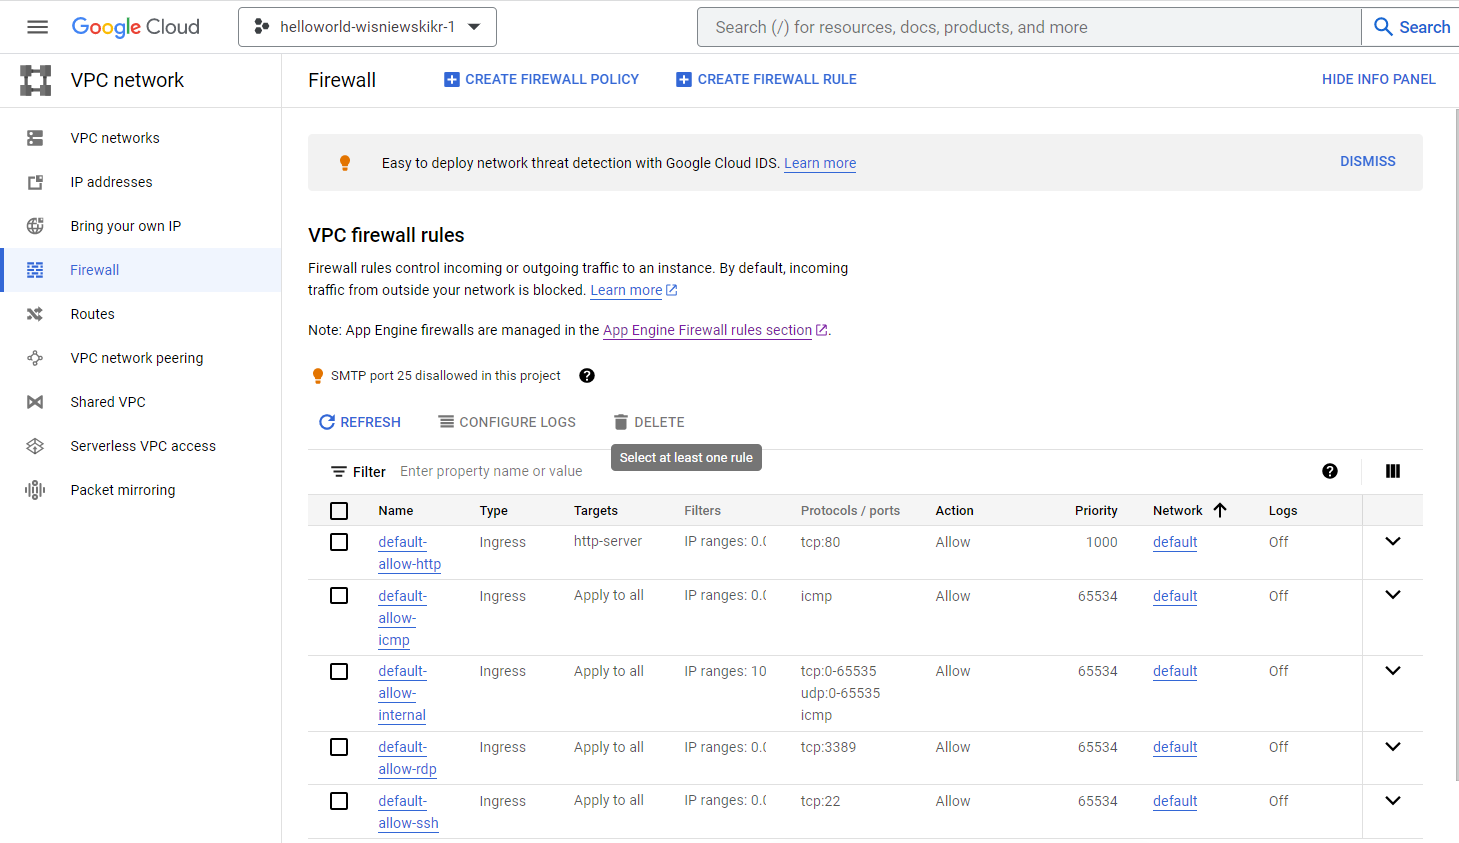 Google Cloud
helloworld-wisniewskikr-1
Search (/) for resources, docs, products, and more
Search
VPC network
Firewall
CREATE FIREWALL POLICY
CREATE FIREWALL RULE
HIDE INFO PANEL
VPC networks
IP addresses
Bring your own IP
Firewall
Routes
VPC network peering
Shared VPC
Serverless VPC access
Packet mirroring
Easy to deploy network threat detection with Google Cloud IDS. Learn more
DISMISS
VPC firewall rules
Firewall rules control incoming or outgoing traffic to an instance. By default, incoming
traffic from outside your network is blocked. Learn more
Note: App Engine firewalls are managed in the App Engine Firewall rules section.
SMTP port 25 disallowed in this project
REFRESH CONFIGURE LOGS DELETE
Select at least one rule
Filter Enter property name or value
Name Type Targets Filters Protocols / ports Action Priority Network Logs
default- Ingress http-server IP ranges: 0.0 tcp:80 Allow 1000 default Off
allow-http
default- Ingress Apply to all IP ranges: 0.0 icmp Allow 65534 default Off
allow-
icmp
default- Ingress Apply to all IP ranges: 10 tcp:0-65535 Allow 65534 default Off
allow- udp:0-65535
internal icmp
default- Ingress Apply to all IP ranges: 0.0 tcp:3389 Allow 65534 default Off
allow-rdp
default- Ingress Apply to all IP ranges: 0.0 tcp:22 Allow 65534 default Off
allow-ssh